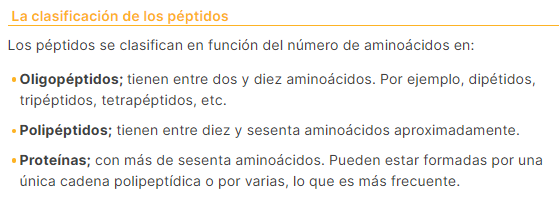 La clasificación de los péptidos
Los péptidos se clasifican en función del número de aminoácidos en:
• Oligopéptidos; tienen entre dos y diez aminoácidos. Por ejemplo, dipétidos,
tripéptidos, tetrapéptidos, etc.
• Polipéptidos; tienen entre diez y sesenta aminoácidos aproximadamente.
• Proteínas; con más de sesenta aminoácidos. Pueden estar formadas por una
única cadena polipeptídica o por varias, lo que es más frecuente.